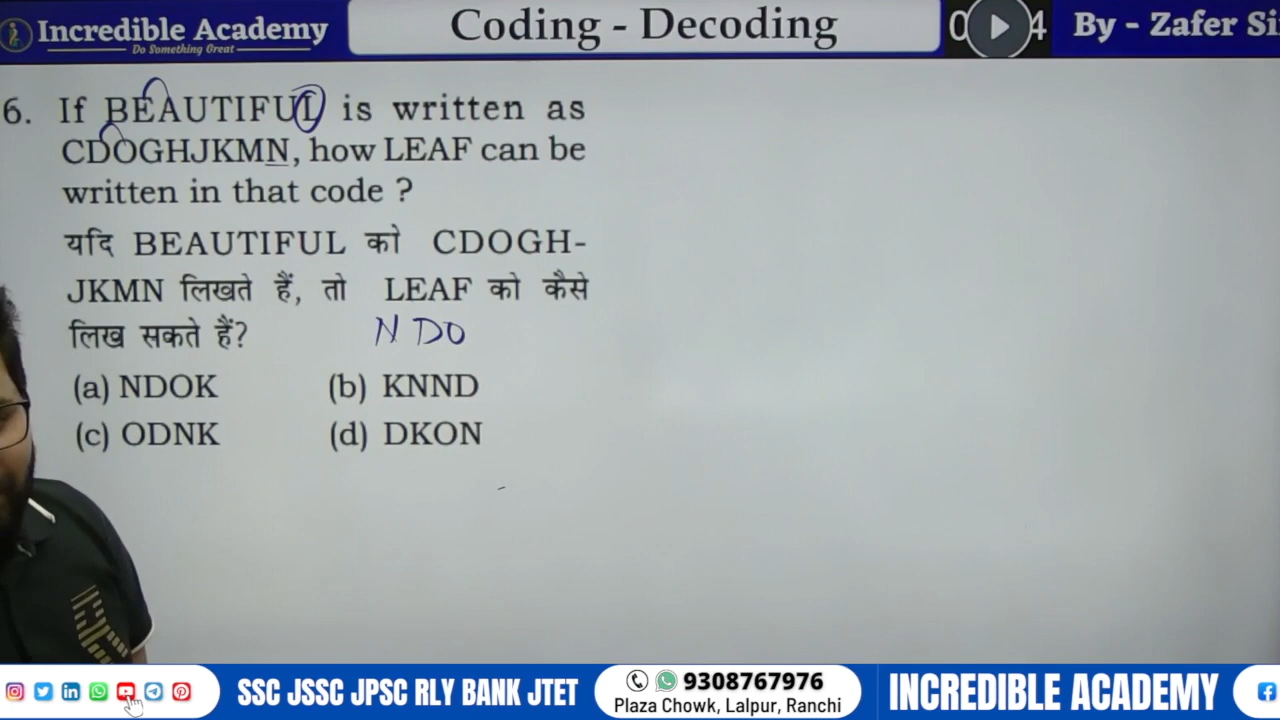 Incredible Academy
Do Something Great
Coding - Decoding
By - Zafer
6. If BEAUTIFUL is written as
CDOGHJKMN, how LEAF can be
written in that code ?
यदि BEAUTIFUL को CDOGH-
JKMN लिखते हैं, तो LEAF को कैसे
लिख सकते हैं?
N DO
(a) NDOK (b) KNND
(c) ODNK (d) DKON
SSC JSSC JPSC RLY BANK JTET
9308767976
Plaza Chowk, Lalpur, Ranchi
INCREDIBLE ACADEMY